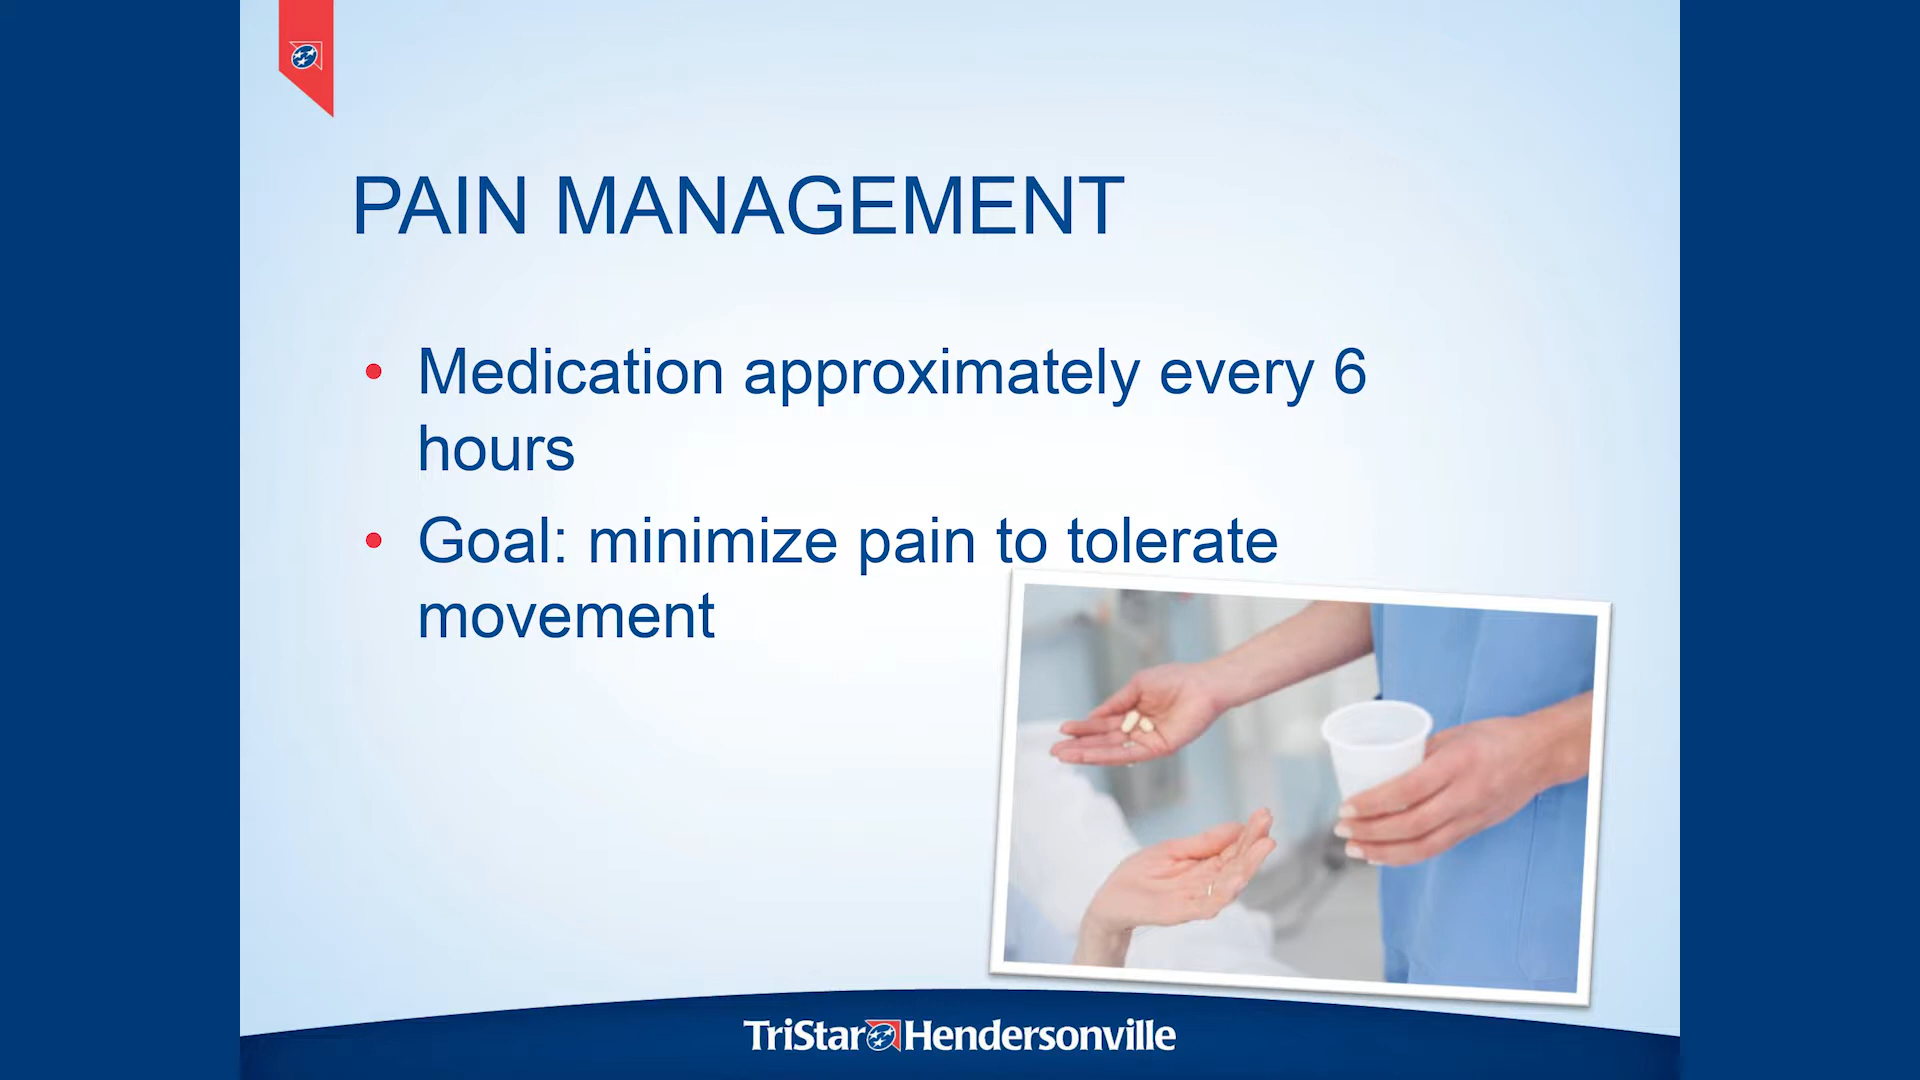 PAIN MANAGEMENT
• Medication approximately every 6
hours
• Goal: minimize pain to tolerate
movement
TriStar Hendersonville